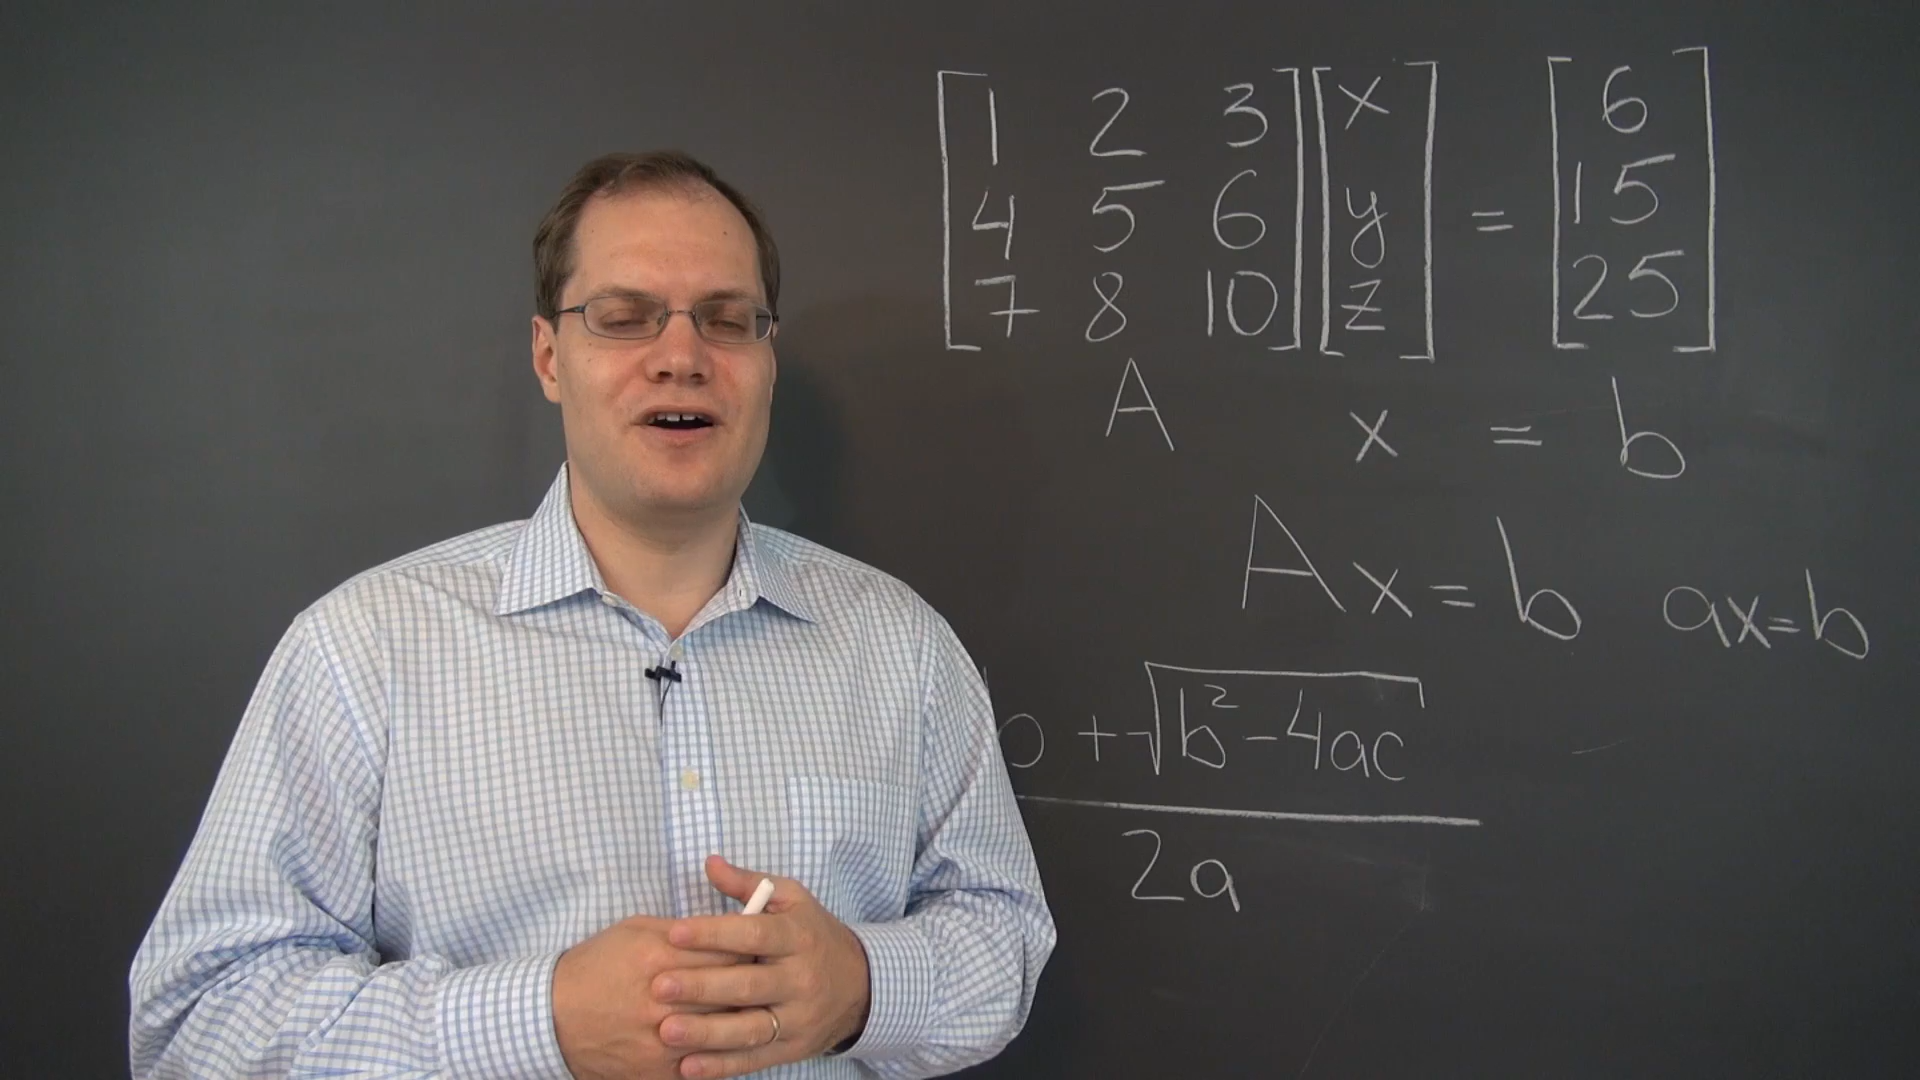 1 2 3 x 6
4 5 6 y = 15
7 8 10 z 25
A x = b
Ax = b ax=b
+√b²-4ac
2a